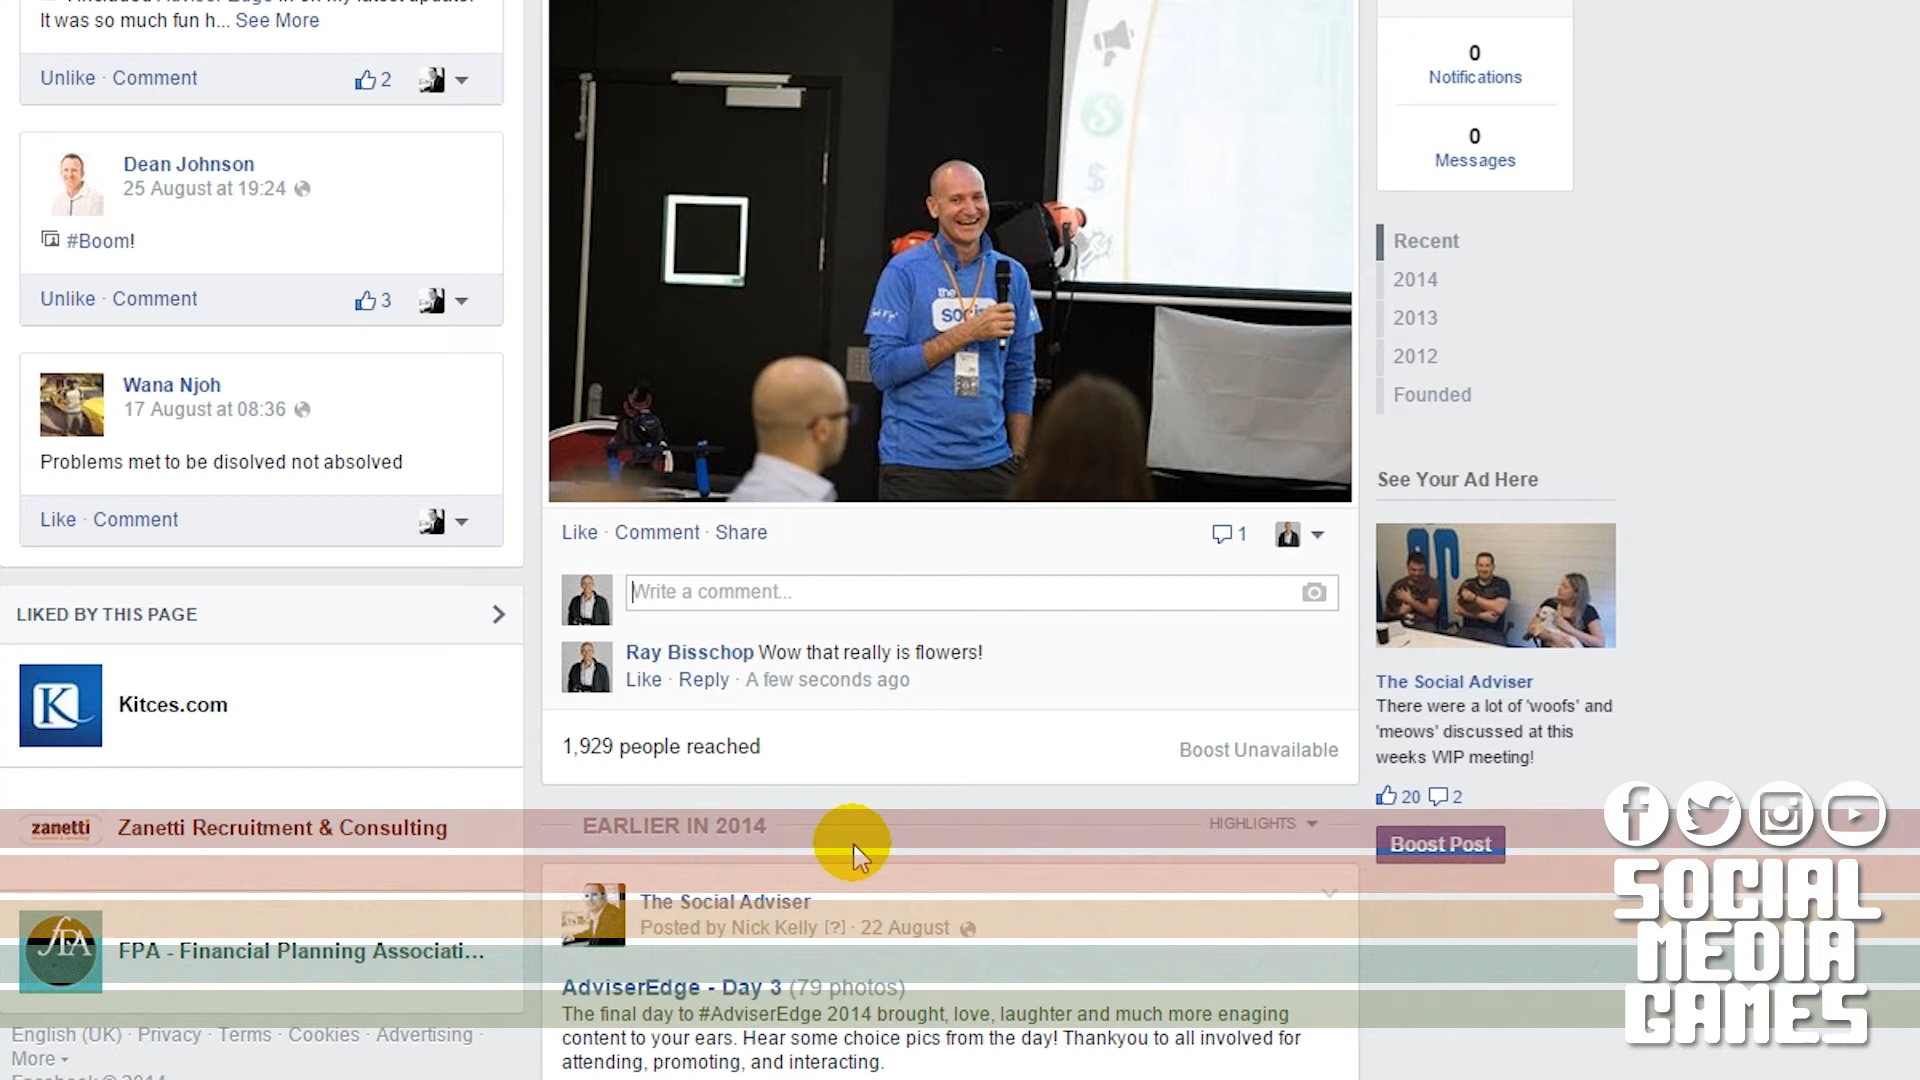 It was so much fun h... See More
Unlike · Comment
2
Dean Johnson
25 August at 19:24
#Boom!
Unlike · Comment
3
Wana Njoh
17 August at 08:36
Problems met to be disolved not absolved
Like · Comment
LIKED BY THIS PAGE
Kitces.com
zanetti
Zanetti Recruitment & Consulting
FPA
FPA - Financial Planning Associati...
English (UK) · Privacy · Terms · Cookies · Advertising ·
More
Facebook © 2014
the
Like · Comment · Share
1
Write a comment...
Ray Bisschop Wow that really is flowers!
Like · Reply · A few seconds ago
1,929 people reached
Boost Unavailable
EARLIER IN 2014
HIGHLIGHTS
The Social Adviser
Posted by Nick Kelly [?] · 22 August
AdviserEdge - Day 3 (79 photos)
The final day to #AdviserEdge 2014 brought, love, laughter and much more enaging
content to your ears. Hear some choice pics from the day! Thankyou to all involved for
attending, promoting, and interacting.
0
Notifications
0
Messages
Recent
2014
2013
2012
Founded
See Your Ad Here
The Social Adviser
There were a lot of 'woofs' and
'meows' discussed at this
weeks WIP meeting!
20 2
Boost Post
SOCIAL
MEDIA
GAMES